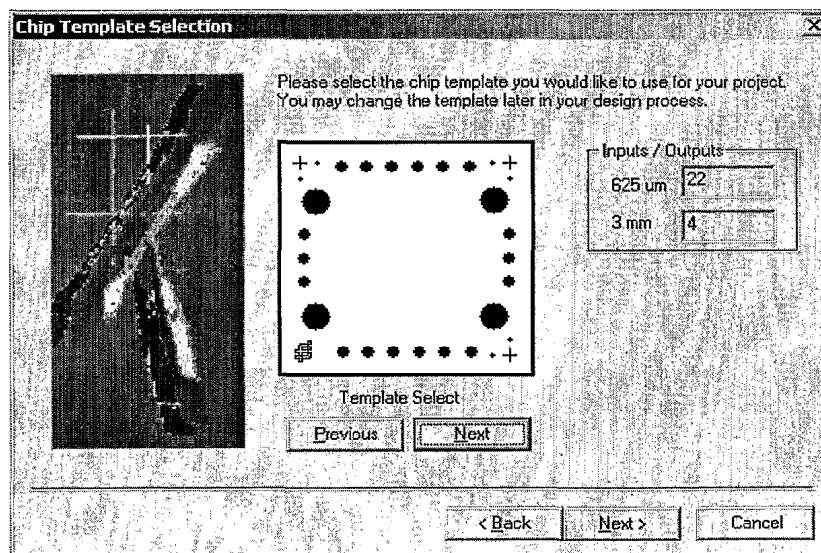 Chip Template Selection
Please select the chip template you would like to use for your project.
You may change the template later in your design process.
Inputs / Outputs
625 um 22
3 mm 4
Template Select
Previous Next
< Back Next > Cancel